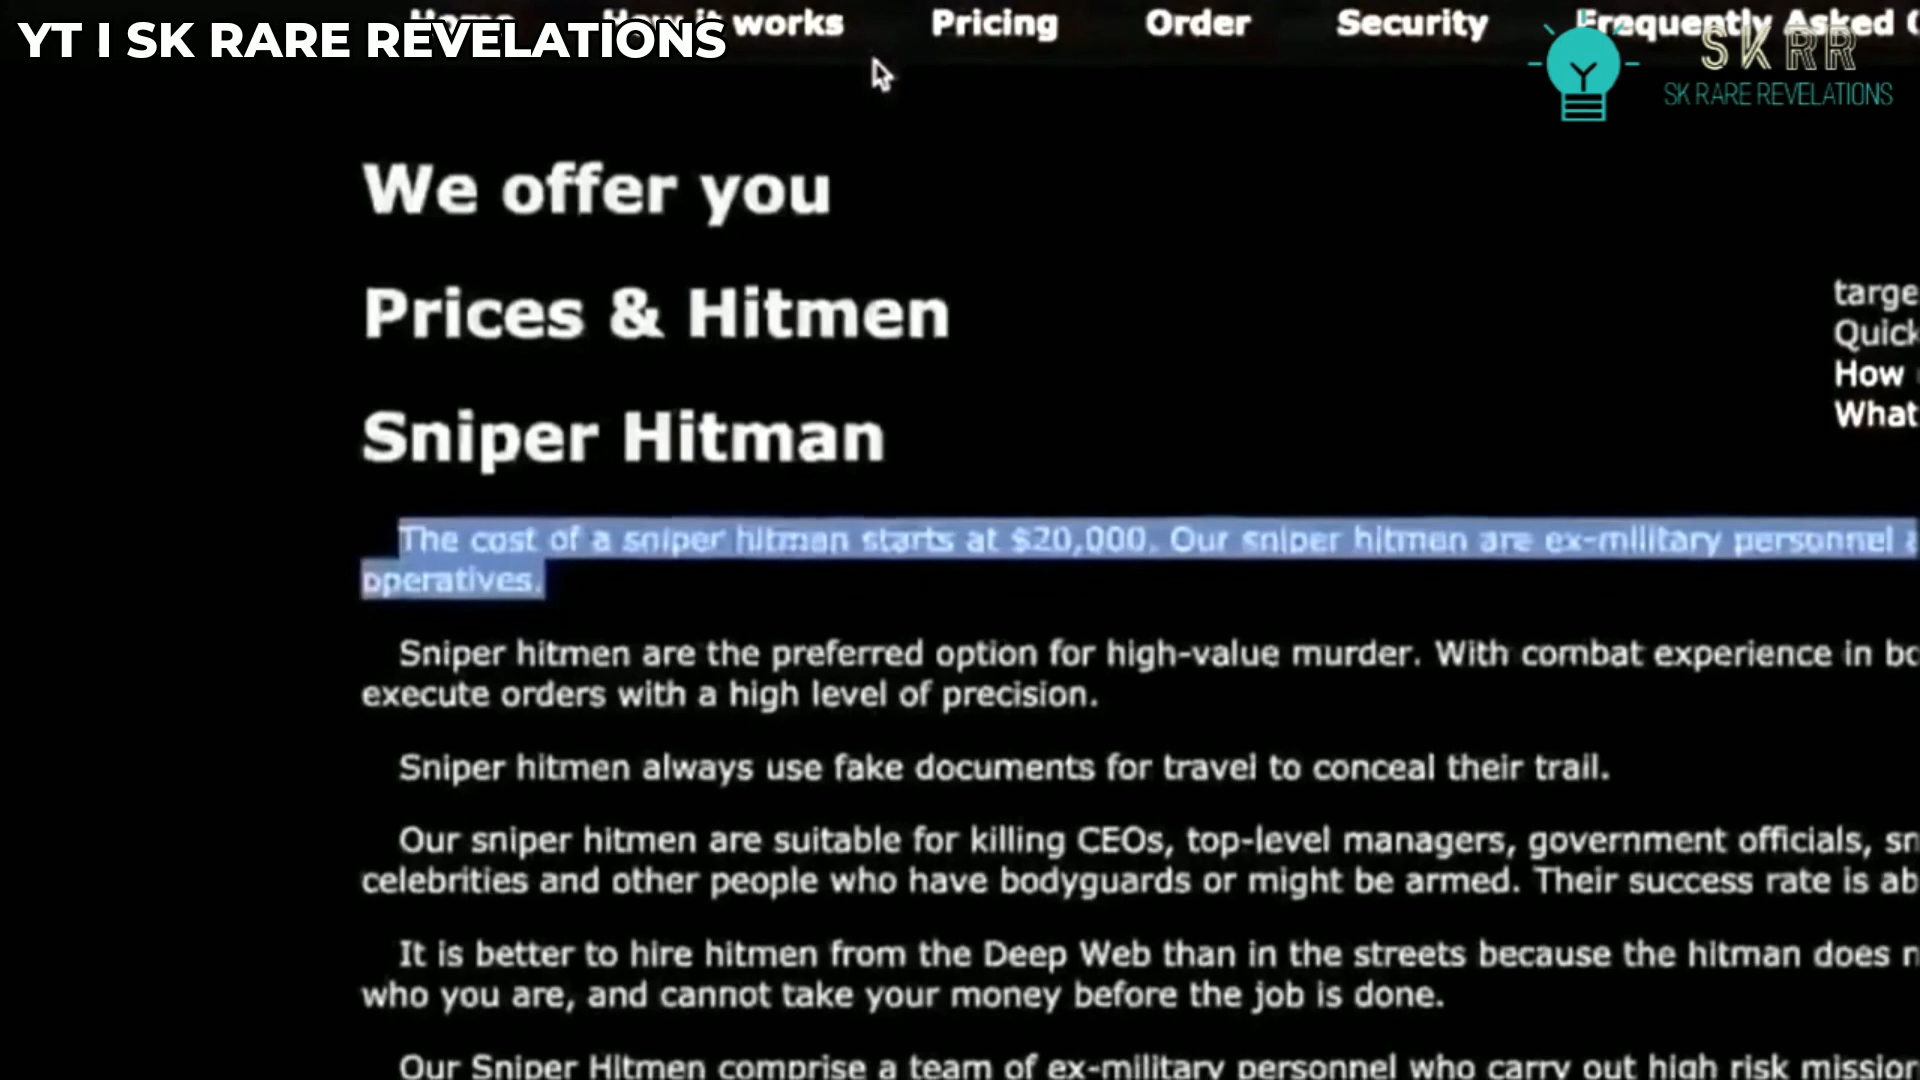 YT I SK RARE REVELATIONS
works Pricing Order Security Frequently Asked
SK RR
SK RARE REVELATIONS
We offer you
Prices & Hitmen
Quick
How
What
Sniper Hitman
The cost of a sniper hitman starts at $20,000. Our sniper hitmen are ex-military personnel
operatives.
Sniper hitmen are the preferred option for high-value murder. With combat experience in
execute orders with a high level of precision.
Sniper hitmen always use fake documents for travel to conceal their trail.
Our sniper hitmen are suitable for killing CEOs, top-level managers, government officials,
celebrities and other people who have bodyguards or might be armed. Their success rate is
It is better to hire hitmen from the Deep Web than in the streets because the hitman does
who you are, and cannot take your money before the job is done.
Our Sniper Hitmen comprise a team of ex-military personnel who carry out high risk